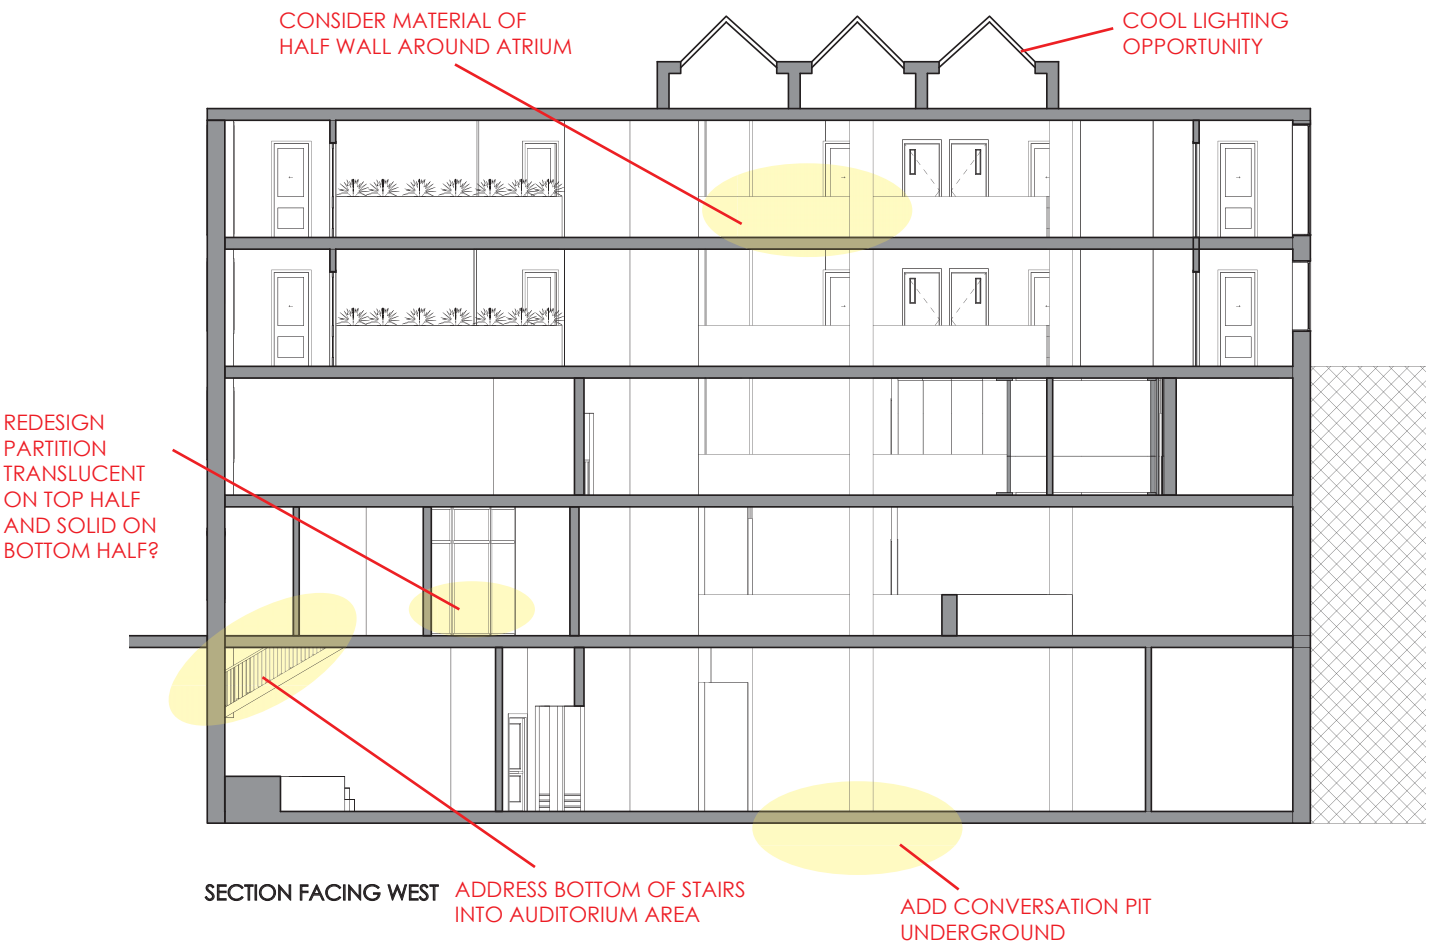 CONSIDER MATERIAL OF
HALF WALL AROUND ATRIUM
COOL LIGHTING
OPPORTUNITY
REDESIGN
PARTITION
TRANSLUCENT
ON TOP HALF
AND SOLID ON
BOTTOM HALF?
SECTION FACING WEST
ADDRESS BOTTOM OF STAIRS
INTO AUDITORIUM AREA
ADD CONVERSATION PIT
UNDERGROUND